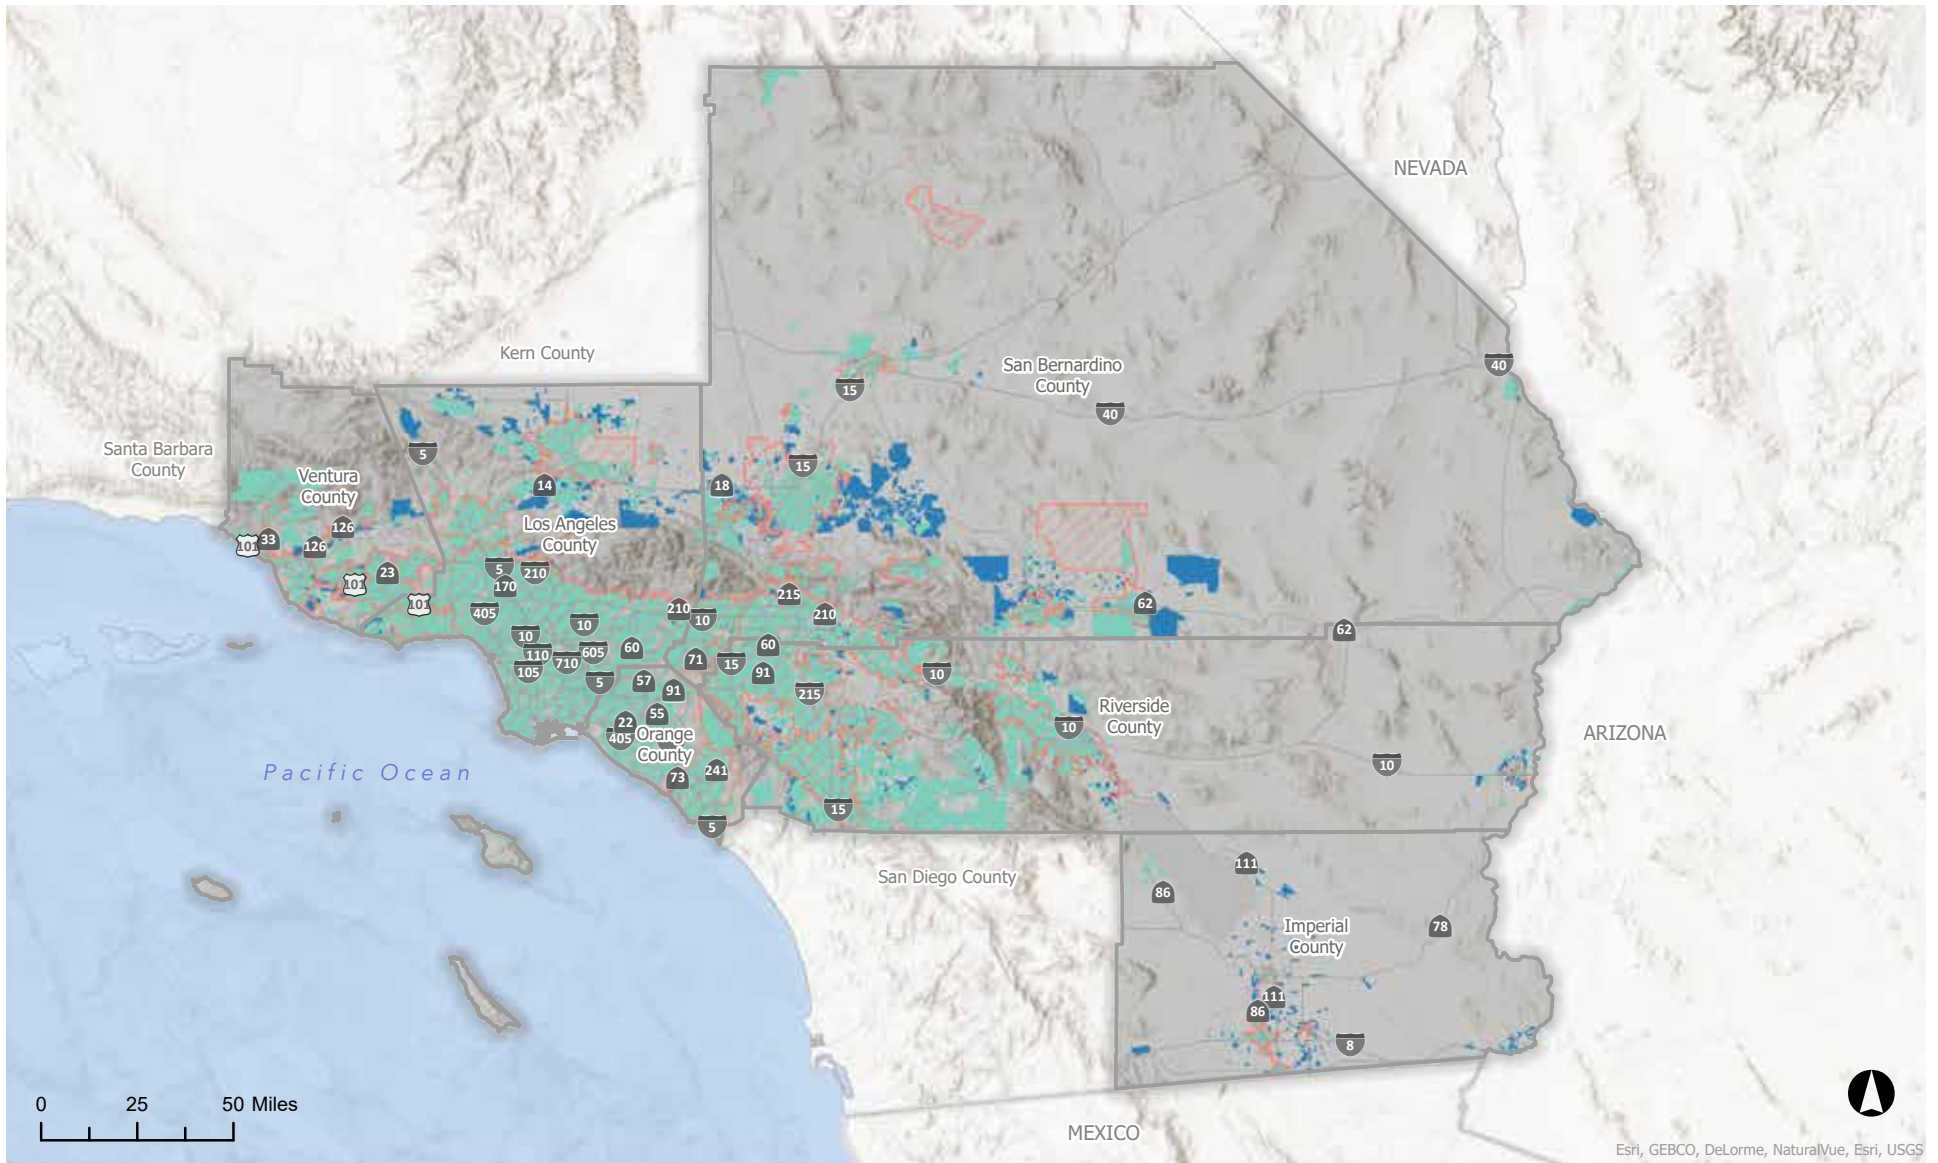 NEVADA
Kern County
San Bernardino
County
40
15
40
Santa Barbara
County
5
15
Ventura
County
14
18
Los Angeles
County
126
101
33
126
5
210
23
101
170
215
62
101
405
210
10
210
10
10
62
110
605
60
60
710
71
15
105
5
57
91
10
91
215
Riverside
County
55
22
10
405
Orange
County
ARIZONA
10
Pacific Ocean
73
241
15
5
111
San Diego County
86
Imperial
County
78
111
86
8
0 25 50 Miles
MEXICO
Esri, GEBCO, DeLorme, NaturalVue, Esri, USGS